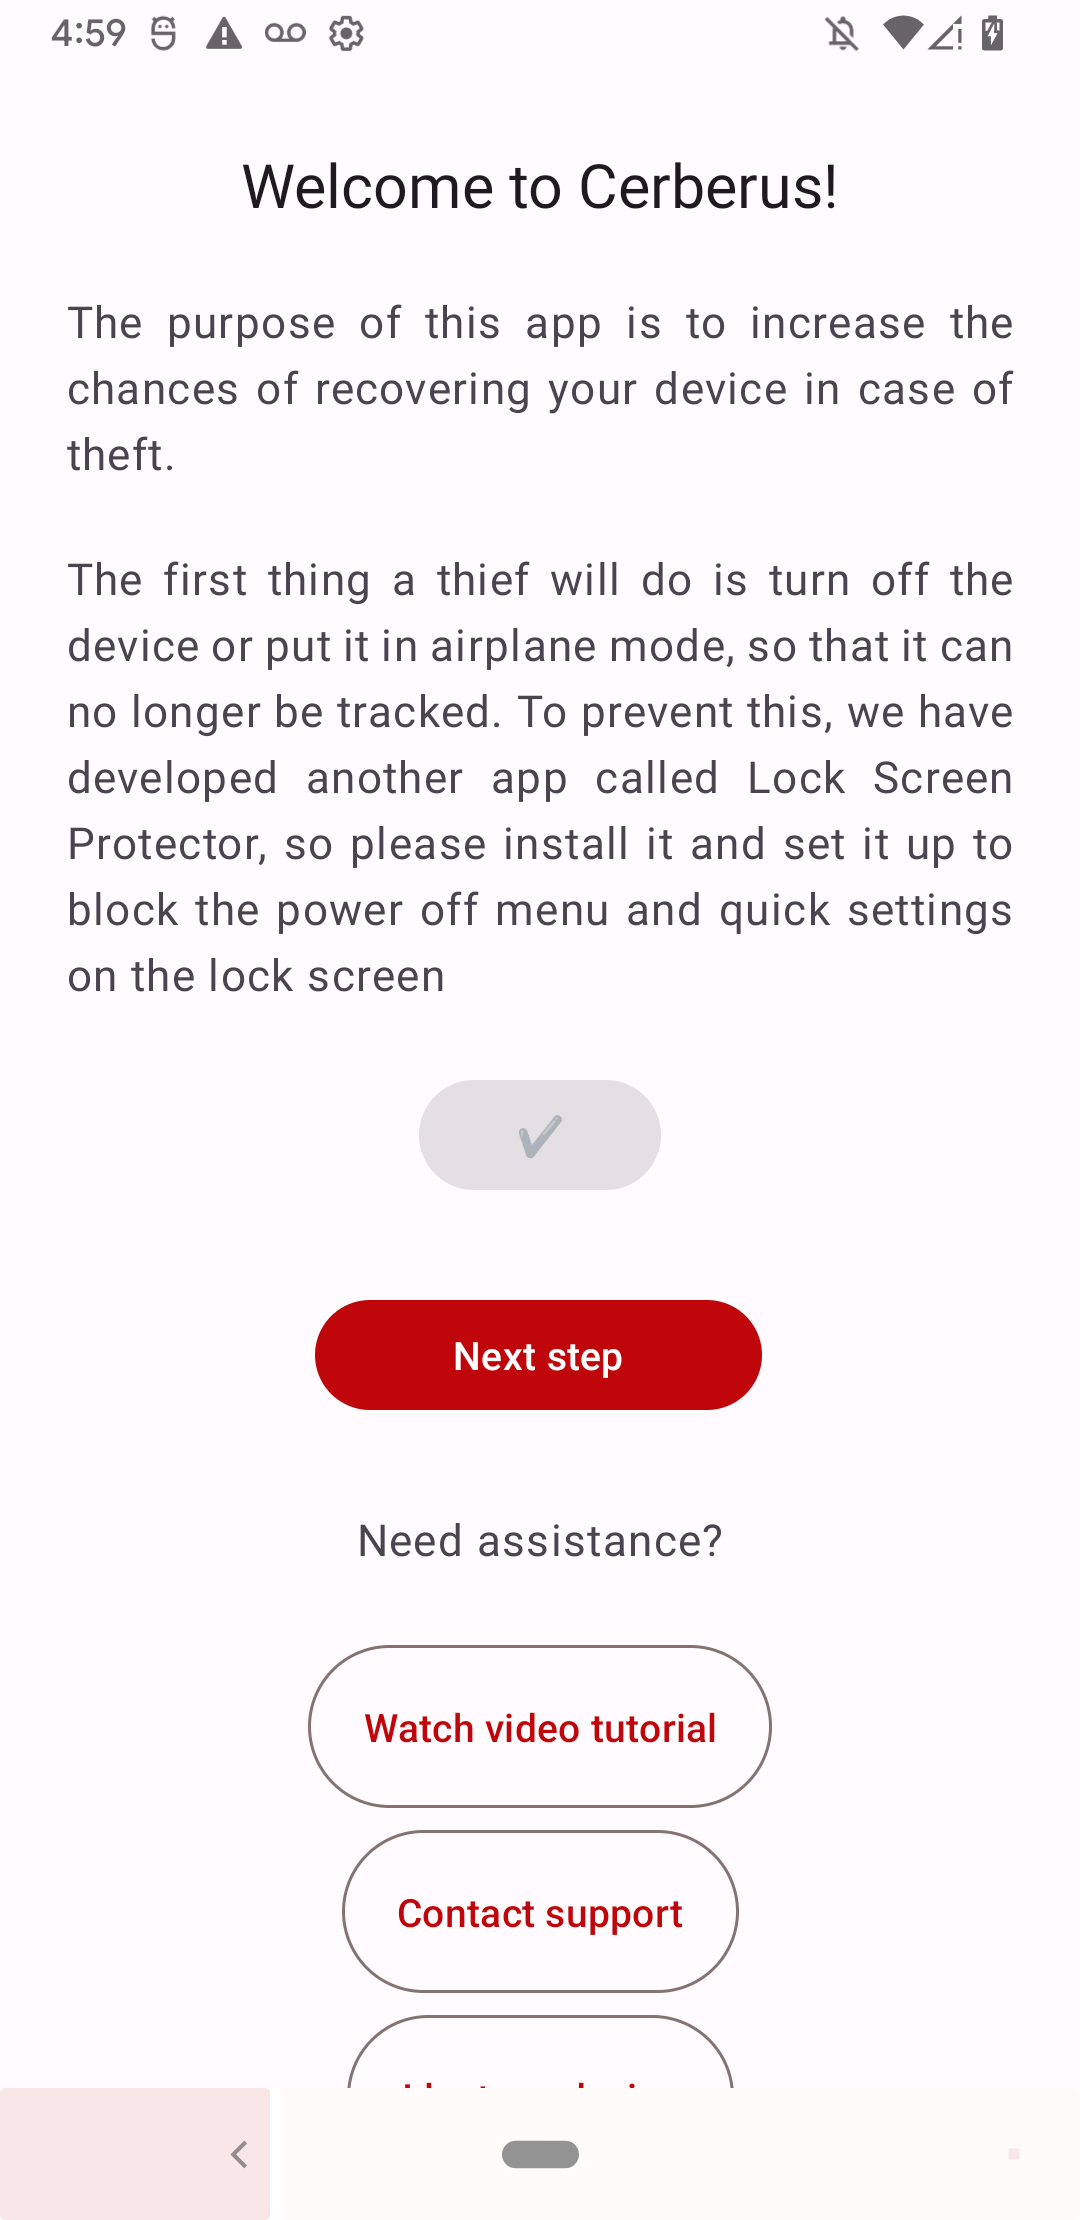 4:59
Welcome to Cerberus!
The purpose of this app is to increase the
chances of recovering your device in case of
theft.
The first thing a thief will do is turn off the
device or put it in airplane mode, so that it can
no longer be tracked. To prevent this, we have
developed another app called Lock Screen
Protector, so please install it and set it up to
block the power off menu and quick settings
on the lock screen
Next step
Need assistance?
Watch video tutorial
Contact support